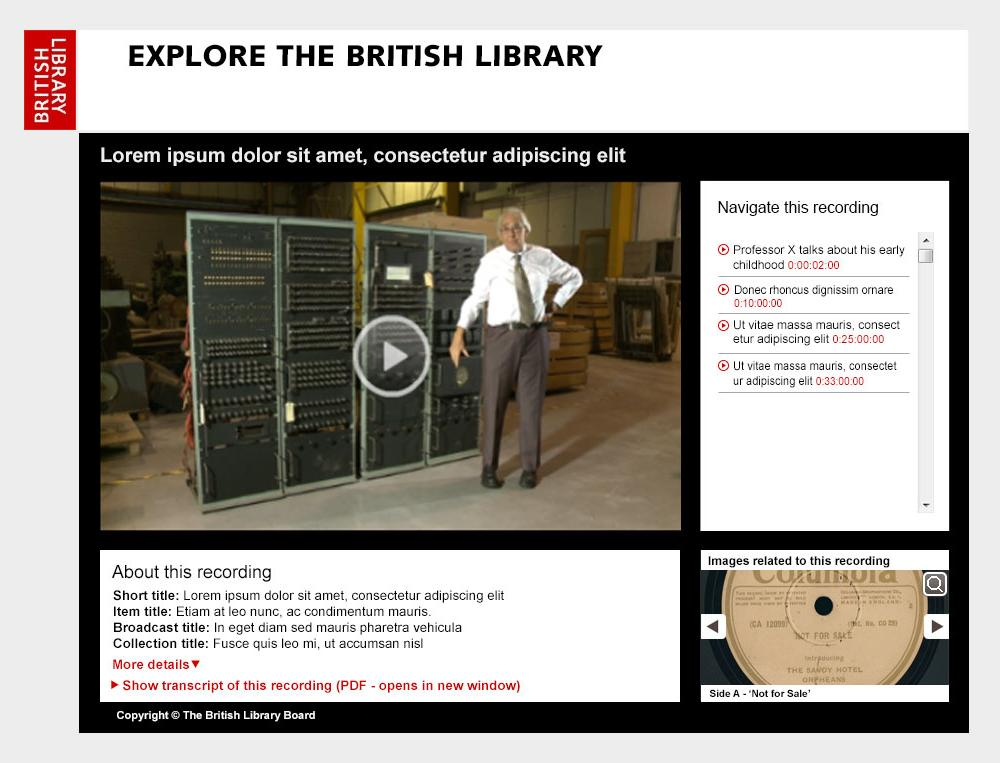 LIBRARY
BRITISH
EXPLORE THE BRITISH LIBRARY
Lorem ipsum dolor sit amet, consectetur adipiscing elit
Navigate this recording
Professor X talks about his early
childhood 0:00:02:00
Donec rhoncus dignissim ornare
0:10:00:00
Ut vitae massa mauris, consect
etur adipiscing elit 0:25:00:00
Ut vitae massa mauris, consectet
ur adipiscing elit 0:33:00:00
About this recording
Short title: Lorem ipsum dolor sit amet, consectetur adipiscing elit
Item title: Etiam at leo nunc, ac condimentum mauris.
Broadcast title: In eget diam sed mauris pharetra vehicula
Collection title: Fusce quis leo mi, ut accumsan nisl
More details
Show transcript of this recording (PDF - opens in new window)
Images related to this recording
Columbia
MADE IN ENGLAND
(CA 12099)
NOT FOR SALE
Introducing
THE SAVOY HOTEL
ORPHEANS
Side A - ‘Not for Sale’
Copyright © The British Library Board